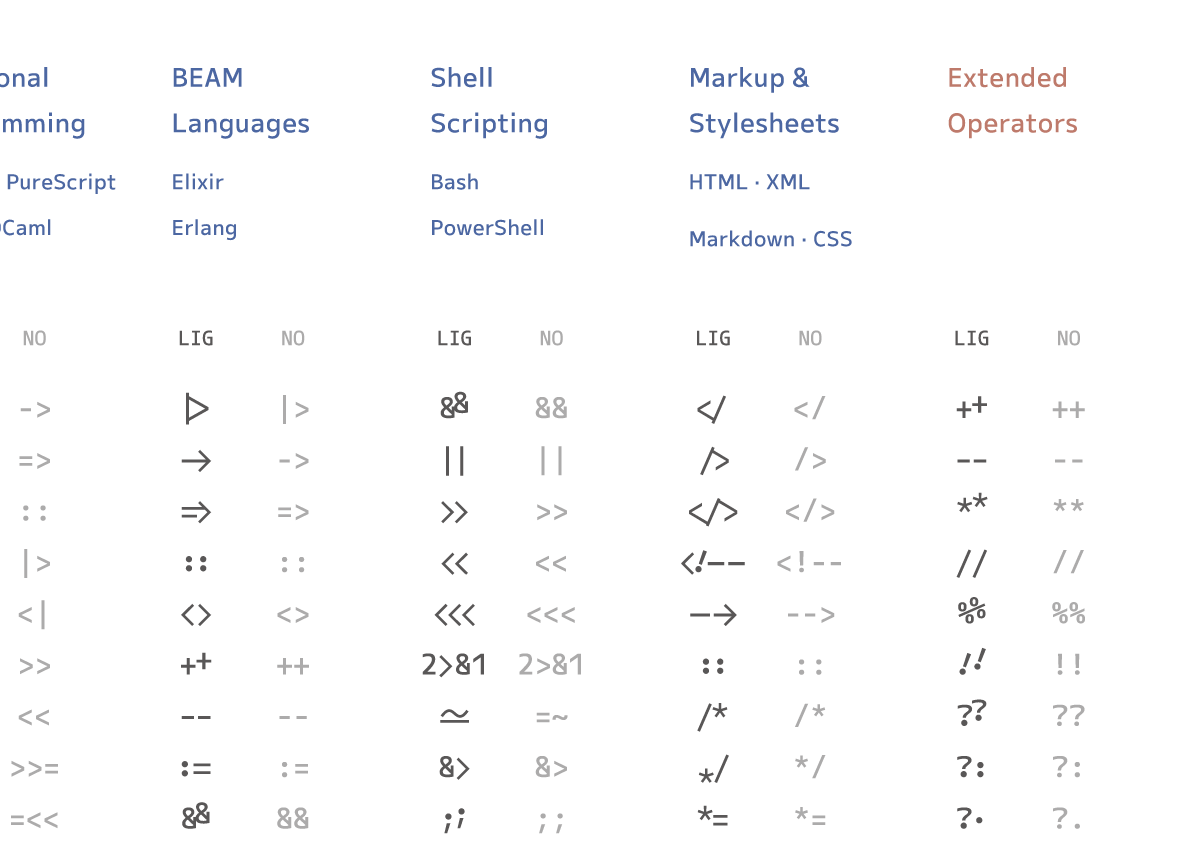 onal BEAM Shell Markup & Extended
mming Languages Scripting Stylesheets Operators
PureScript Elixir Bash HTML · XML
Caml Erlang PowerShell
Markdown · CSS
NO LIG NO LIG NO LIG NO LIG NO
-> |> |> && && </ </ ++ ++
=> -> -> || || /> /> -- --
:: => => >> >> </> </> ** **
|> :: :: << << <!-- <!-- // //
<| <> <> <<< <<< --> --> %% %%
>> ++ ++ 2>&1 2>&1 :: :: !! !!
<< -- -- =~ =~ /* /* ?? ??
>>= := := &> &> */ */ ?: ?:
=<< && && ;; ;; *= *= ?. ?.